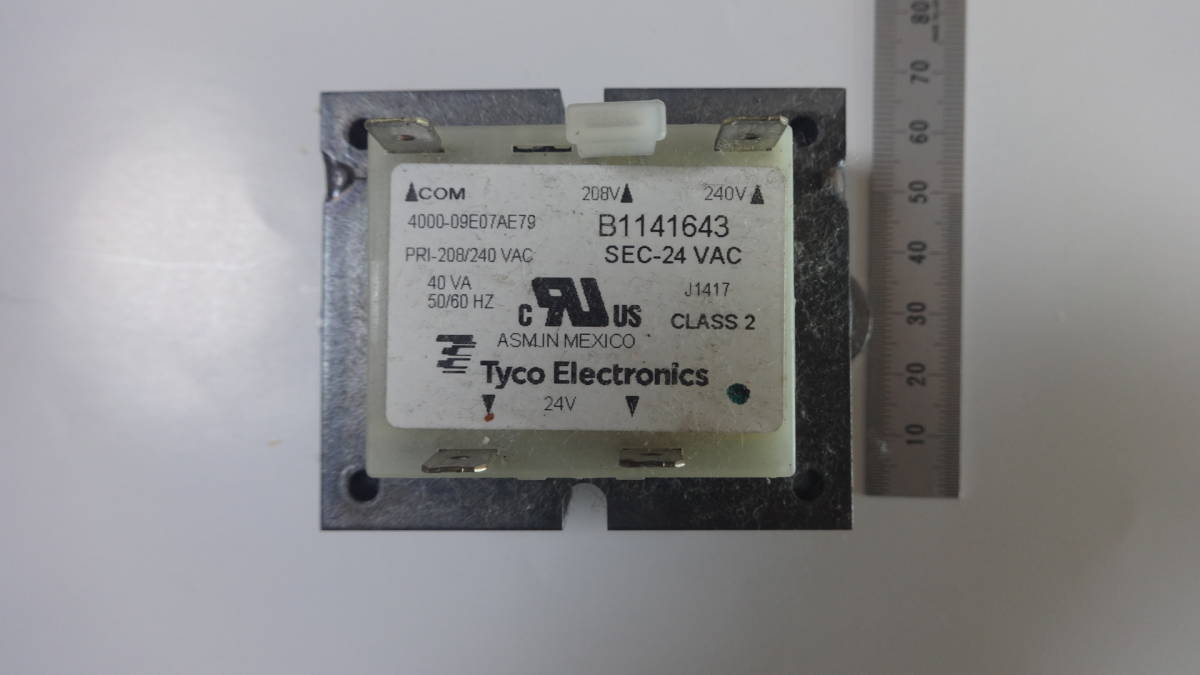 COM 208V 240V
4000-09E07AE79 B1141643
PRI-208/240 VAC SEC-24 VAC
40 VA
50/60 HZ
J1417
C RU US
CLASS 2
ASM.IN MEXICO
Tyco Electronics
24V
80
70
60
50
40
30
20
10